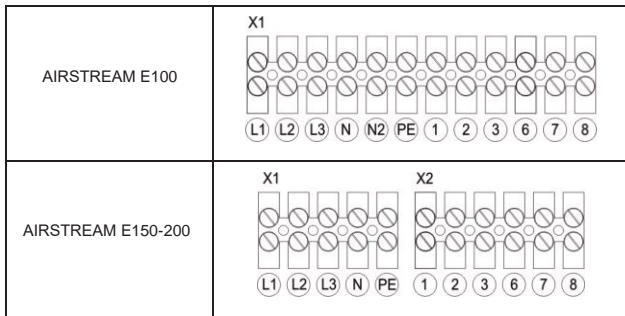 X1
AIRSTREAM E100
L1 L2 L3 N N2 PE 1 2 3 6 7 8
X1 X2
AIRSTREAM E150-200
L1 L2 L3 N PE 1 2 3 6 7 8